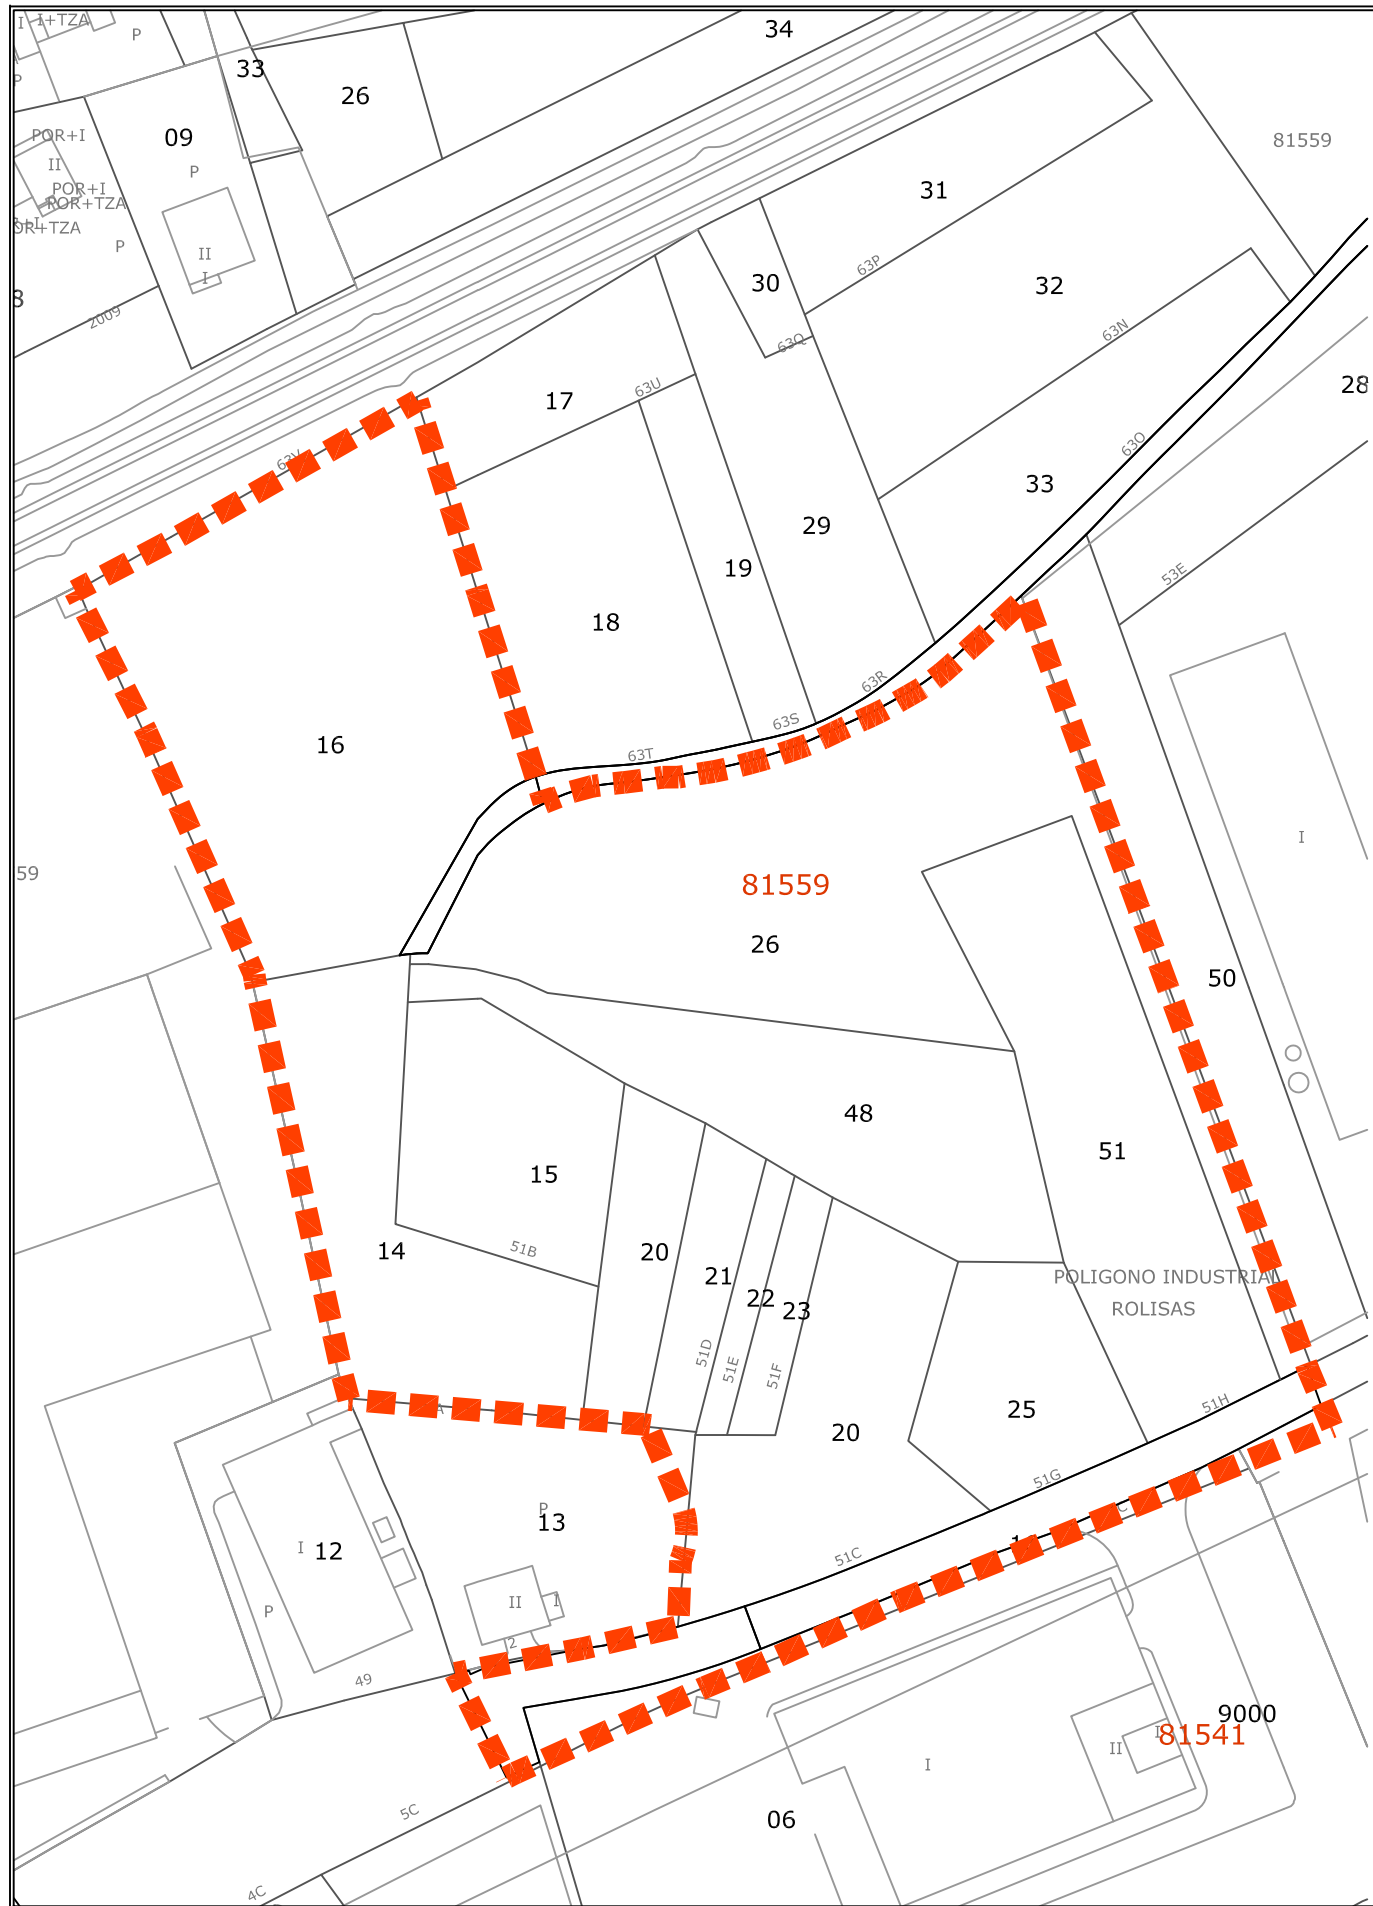 I
I+TZA
P
34
33
26
P
09
POR+I
81559
II
P
POR+I
31
POR+TZA
P
II
63P
I
30
32
2009
63Q
63N
28
17
63U
63O
63V
33
29
19
53E
18
63R
63S
16
63T
I
59
81559
26
50
48
51
15
14
51B
20
21
POLIGONO INDUSTRIAL
22
23
ROLISAS
51D
51E
51F
25
51H
A
20
51G
P
13
C
I
12
51C
II
I
P
2
49
9000
81541
I
II
I
5C
06
4C